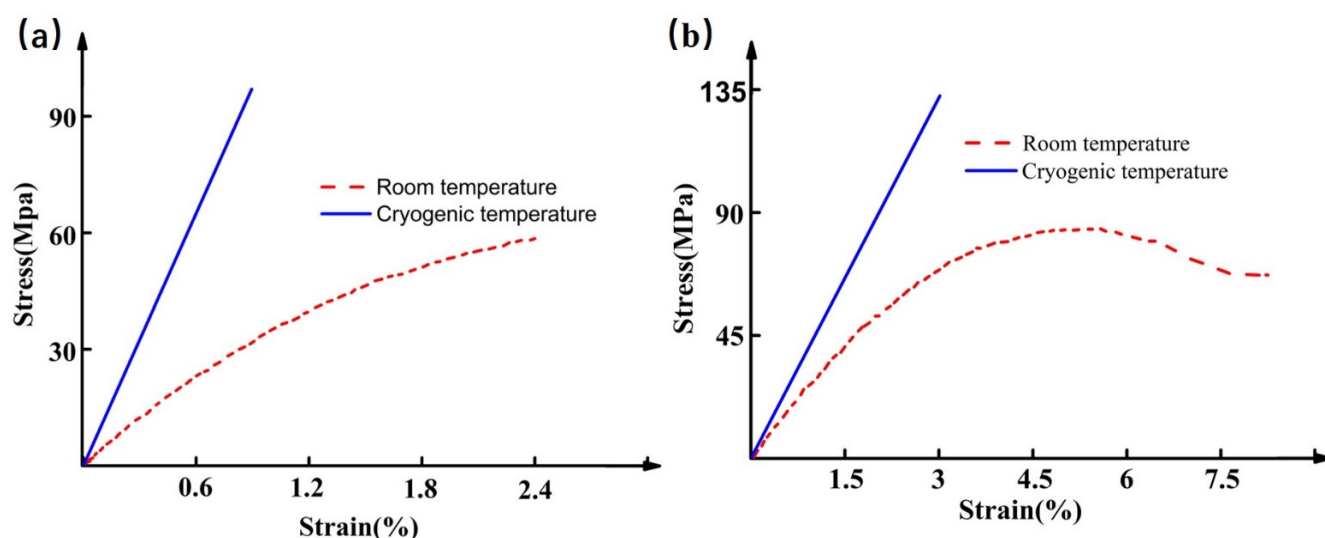 (a)
90
60
30
0.6
1.2
1.8
2.4
Stress(Mpa)
Strain(%)
Room temperature
Cryogenic temperature
(b)
135
90
45
1.5
3
4.5
6
7.5
Stress(MPa)
Strain(%)
Room temperature
Cryogenic temperature